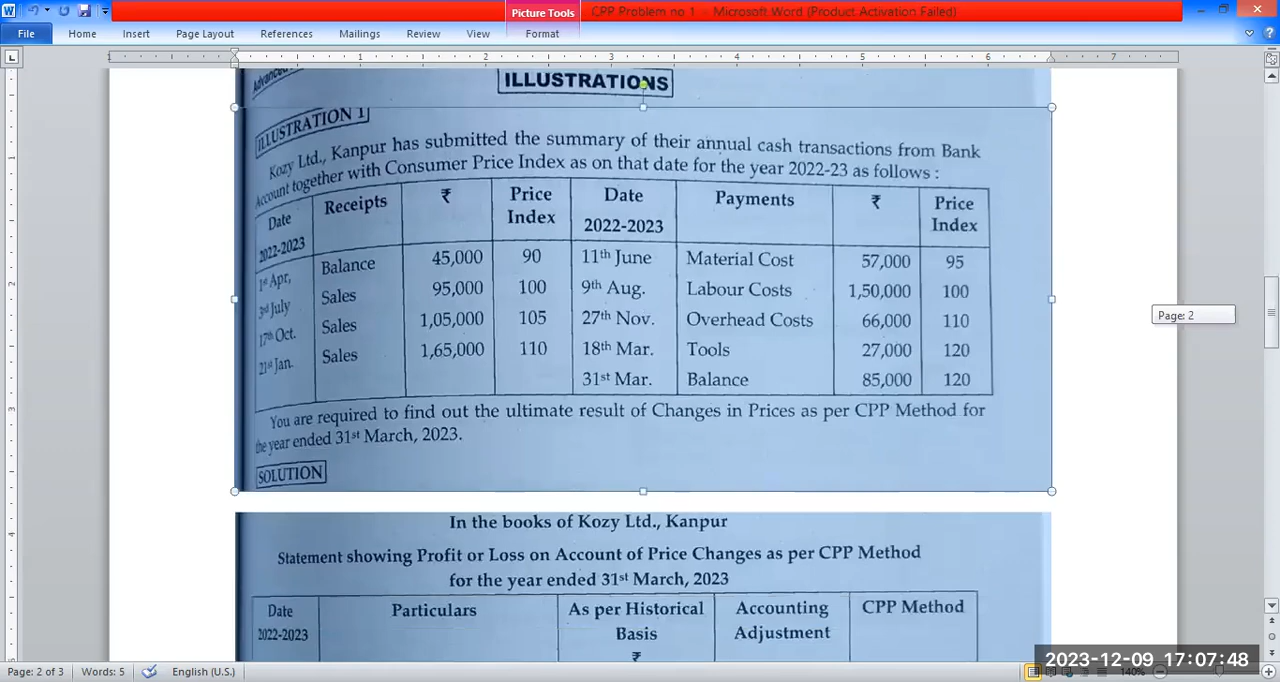 Picture Tools
CPP Problem no 1 - Microsoft Word (Product Activation Failed)
File Home Insert Page Layout References Mailings Review View Format
1 1 2 3 4 5 6 7
Advanced
ILLUSTRATIONS
ILLUSTRATION 1
Kozy Ltd., Kanpur has submitted the summary of their annual cash transactions from Bank
Account together with Consumer Price Index as on that date for the year 2022-23 as follows :
Date 2022-2023 Receipts ₹ Price Index Date 2022-2023 Payments ₹ Price Index
1st Apr, Balance 45,000 90 11th June Material Cost 57,000 95
3rd July Sales 95,000 100 9th Aug. Labour Costs 1,50,000 100
17th Oct. Sales 1,05,000 105 27th Nov. Overhead Costs 66,000 110
21st Jan. Sales 1,65,000 110 18th Mar. Tools 27,000 120
31st Mar. Balance 85,000 120
You are required to find out the ultimate result of Changes in Prices as per CPP Method for
the year ended 31st March, 2023.
SOLUTION
Page: 2
In the books of Kozy Ltd., Kanpur
Statement showing Profit or Loss on Account of Price Changes as per CPP Method
for the year ended 31st March, 2023
Date 2022-2023 Particulars As per Historical Basis ₹ Accounting Adjustment CPP Method
Page: 2 of 3 Words: 5 English (U.S.) 140%
2023-12-09 17:07:48